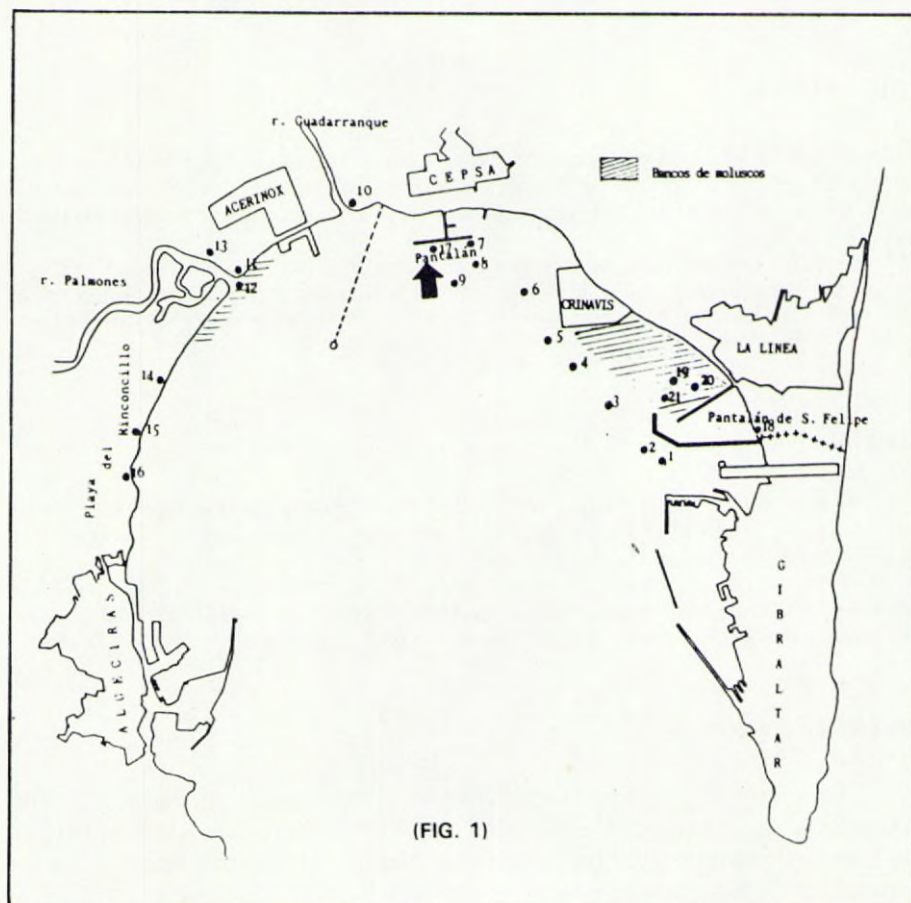 r. Guadarranque
CEPSA
Bancos de moluscos
ACERINOX
10
13
17
7
Pantalán
8
11
r. Palmones
12
9
6
CRINAVIS
5
LA LINEA
4
14
19
20
21
3
Pantalán de S. Felipe
18
15
2
1
16
Playa del Rinconcillo
GIBRALTAR
ALGECIRAS
(FIG. 1)